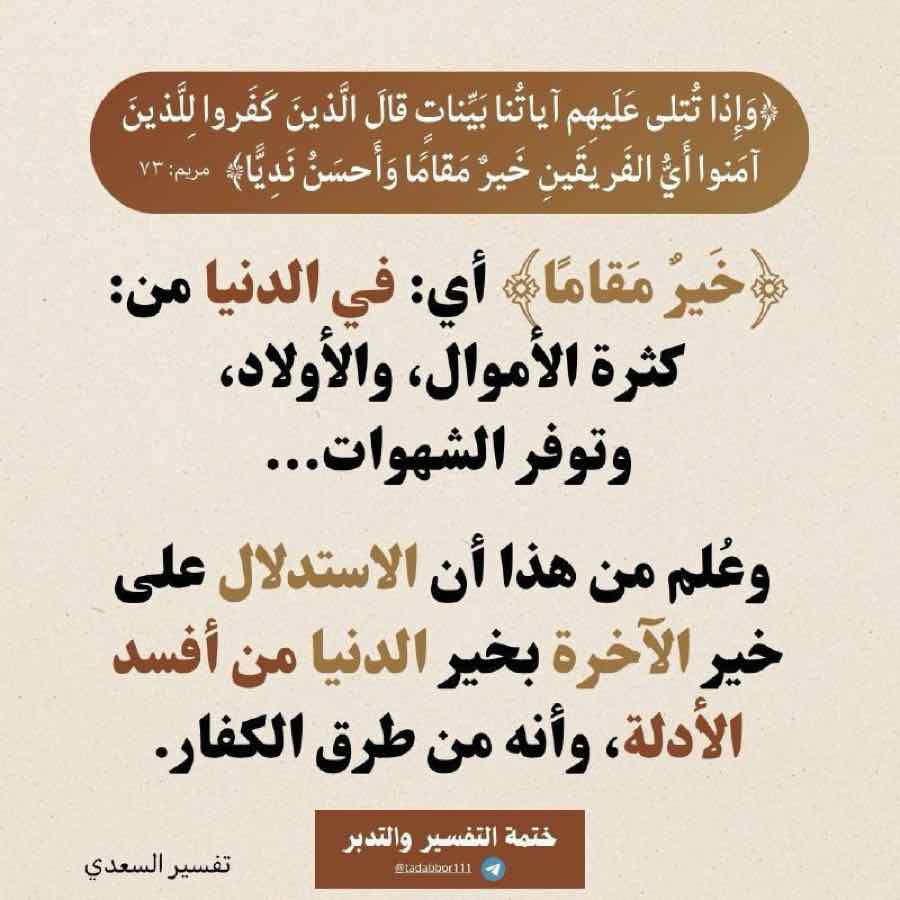 ﴿وَإِذا تُتلى عَلَيهِم آياتُنا بَيِّناتٍ قالَ الَّذينَ كَفَروا لِلَّذينَ
آمَنوا أَيُّ الفَريقَينِ خَيرٌ مَقامًا وَأَحسَنُ نَدِيًّا﴾ مريم: ٧٣
﴿خَيرٌ مَقامًا﴾ أي: في الدنيا من:
كثرة الأموال، والأولاد،
وتوفر الشهوات...
وعُلم من هذا أن الاستدلال على
خير الآخرة بخير الدنيا من أفسد
الأدلة، وأنه من طرق الكفار.
ختمة التفسير والتدبر
@tadabbor111
تفسير السعدي